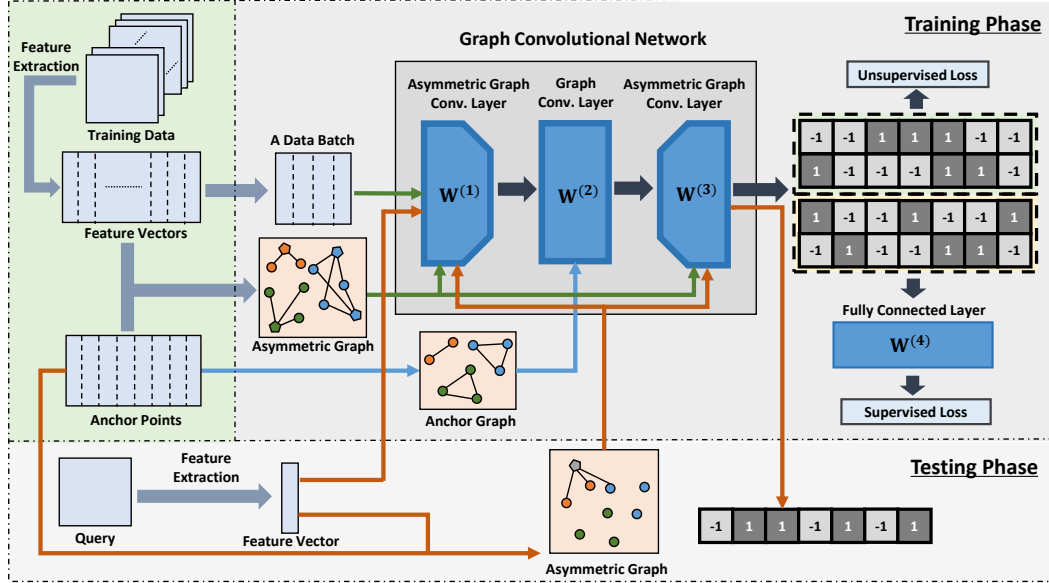 Training Phase
Graph Convolutional Network
Feature
Extraction
Training Data
Feature Vectors
Anchor Points
A Data Batch
Asymmetric Graph
Anchor Graph
Asymmetric Graph
Conv. Layer
Graph
Conv. Layer
Asymmetric Graph
Conv. Layer
W(1)
W(2)
W(3)
Unsupervised Loss
-1 -1 1 1 1 -1 -1
1 -1 -1 -1 1 1 -1
1 -1 -1 1 -1 -1 1
-1 1 -1 -1 1 1 -1
Fully Connected Layer
W(4)
Supervised Loss
Testing Phase
Query
Feature
Extraction
Feature Vector
Asymmetric Graph
-1 1 1 -1 1 -1 1